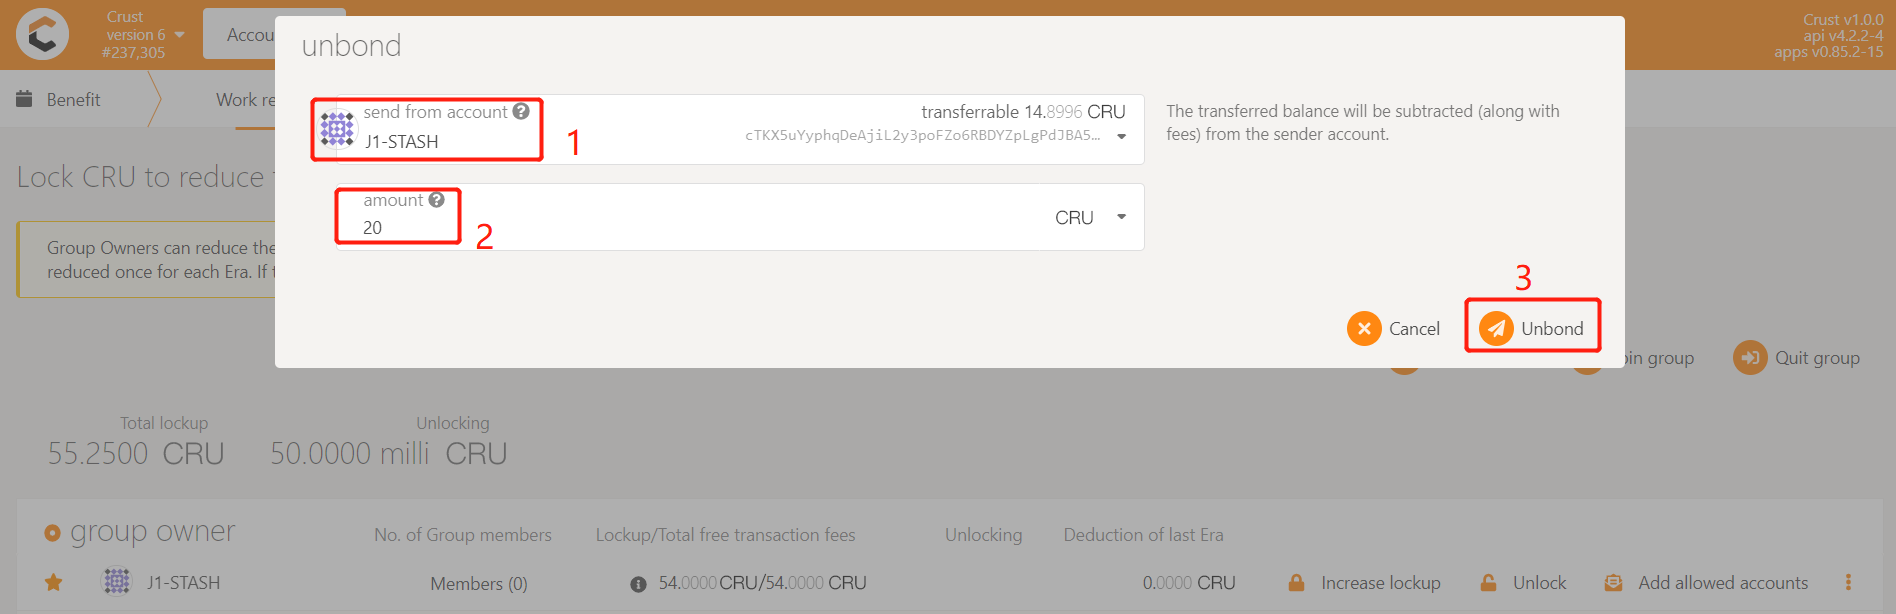 Crust
version 6
#237,305
Accou
Crust v1.0.0
api v4.2.2-4
apps v0.85.2-15
Benefit
Work re
unbond
send from account
J1-STASH
1
transferrable 14.8996 CRU
cTKX5uYyphqDeAjiL2y3poFZo6RBDYZpLgPdJBA5...
The transferred balance will be subtracted (along with
fees) from the sender account.
amount
20
2
CRU
3
Cancel
Unbond
Lock CRU to reduce
Group Owners can reduce the
reduced once for each Era. If
in group
Quit group
Total lockup
55.2500 CRU
Unlocking
50.0000 milli CRU
group owner
No. of Group members
Lockup/Total free transaction fees
Unlocking
Deduction of last Era
J1-STASH
Members (0)
54.0000 CRU/54.0000 CRU
0.0000 CRU
Increase lockup
Unlock
Add allowed accounts